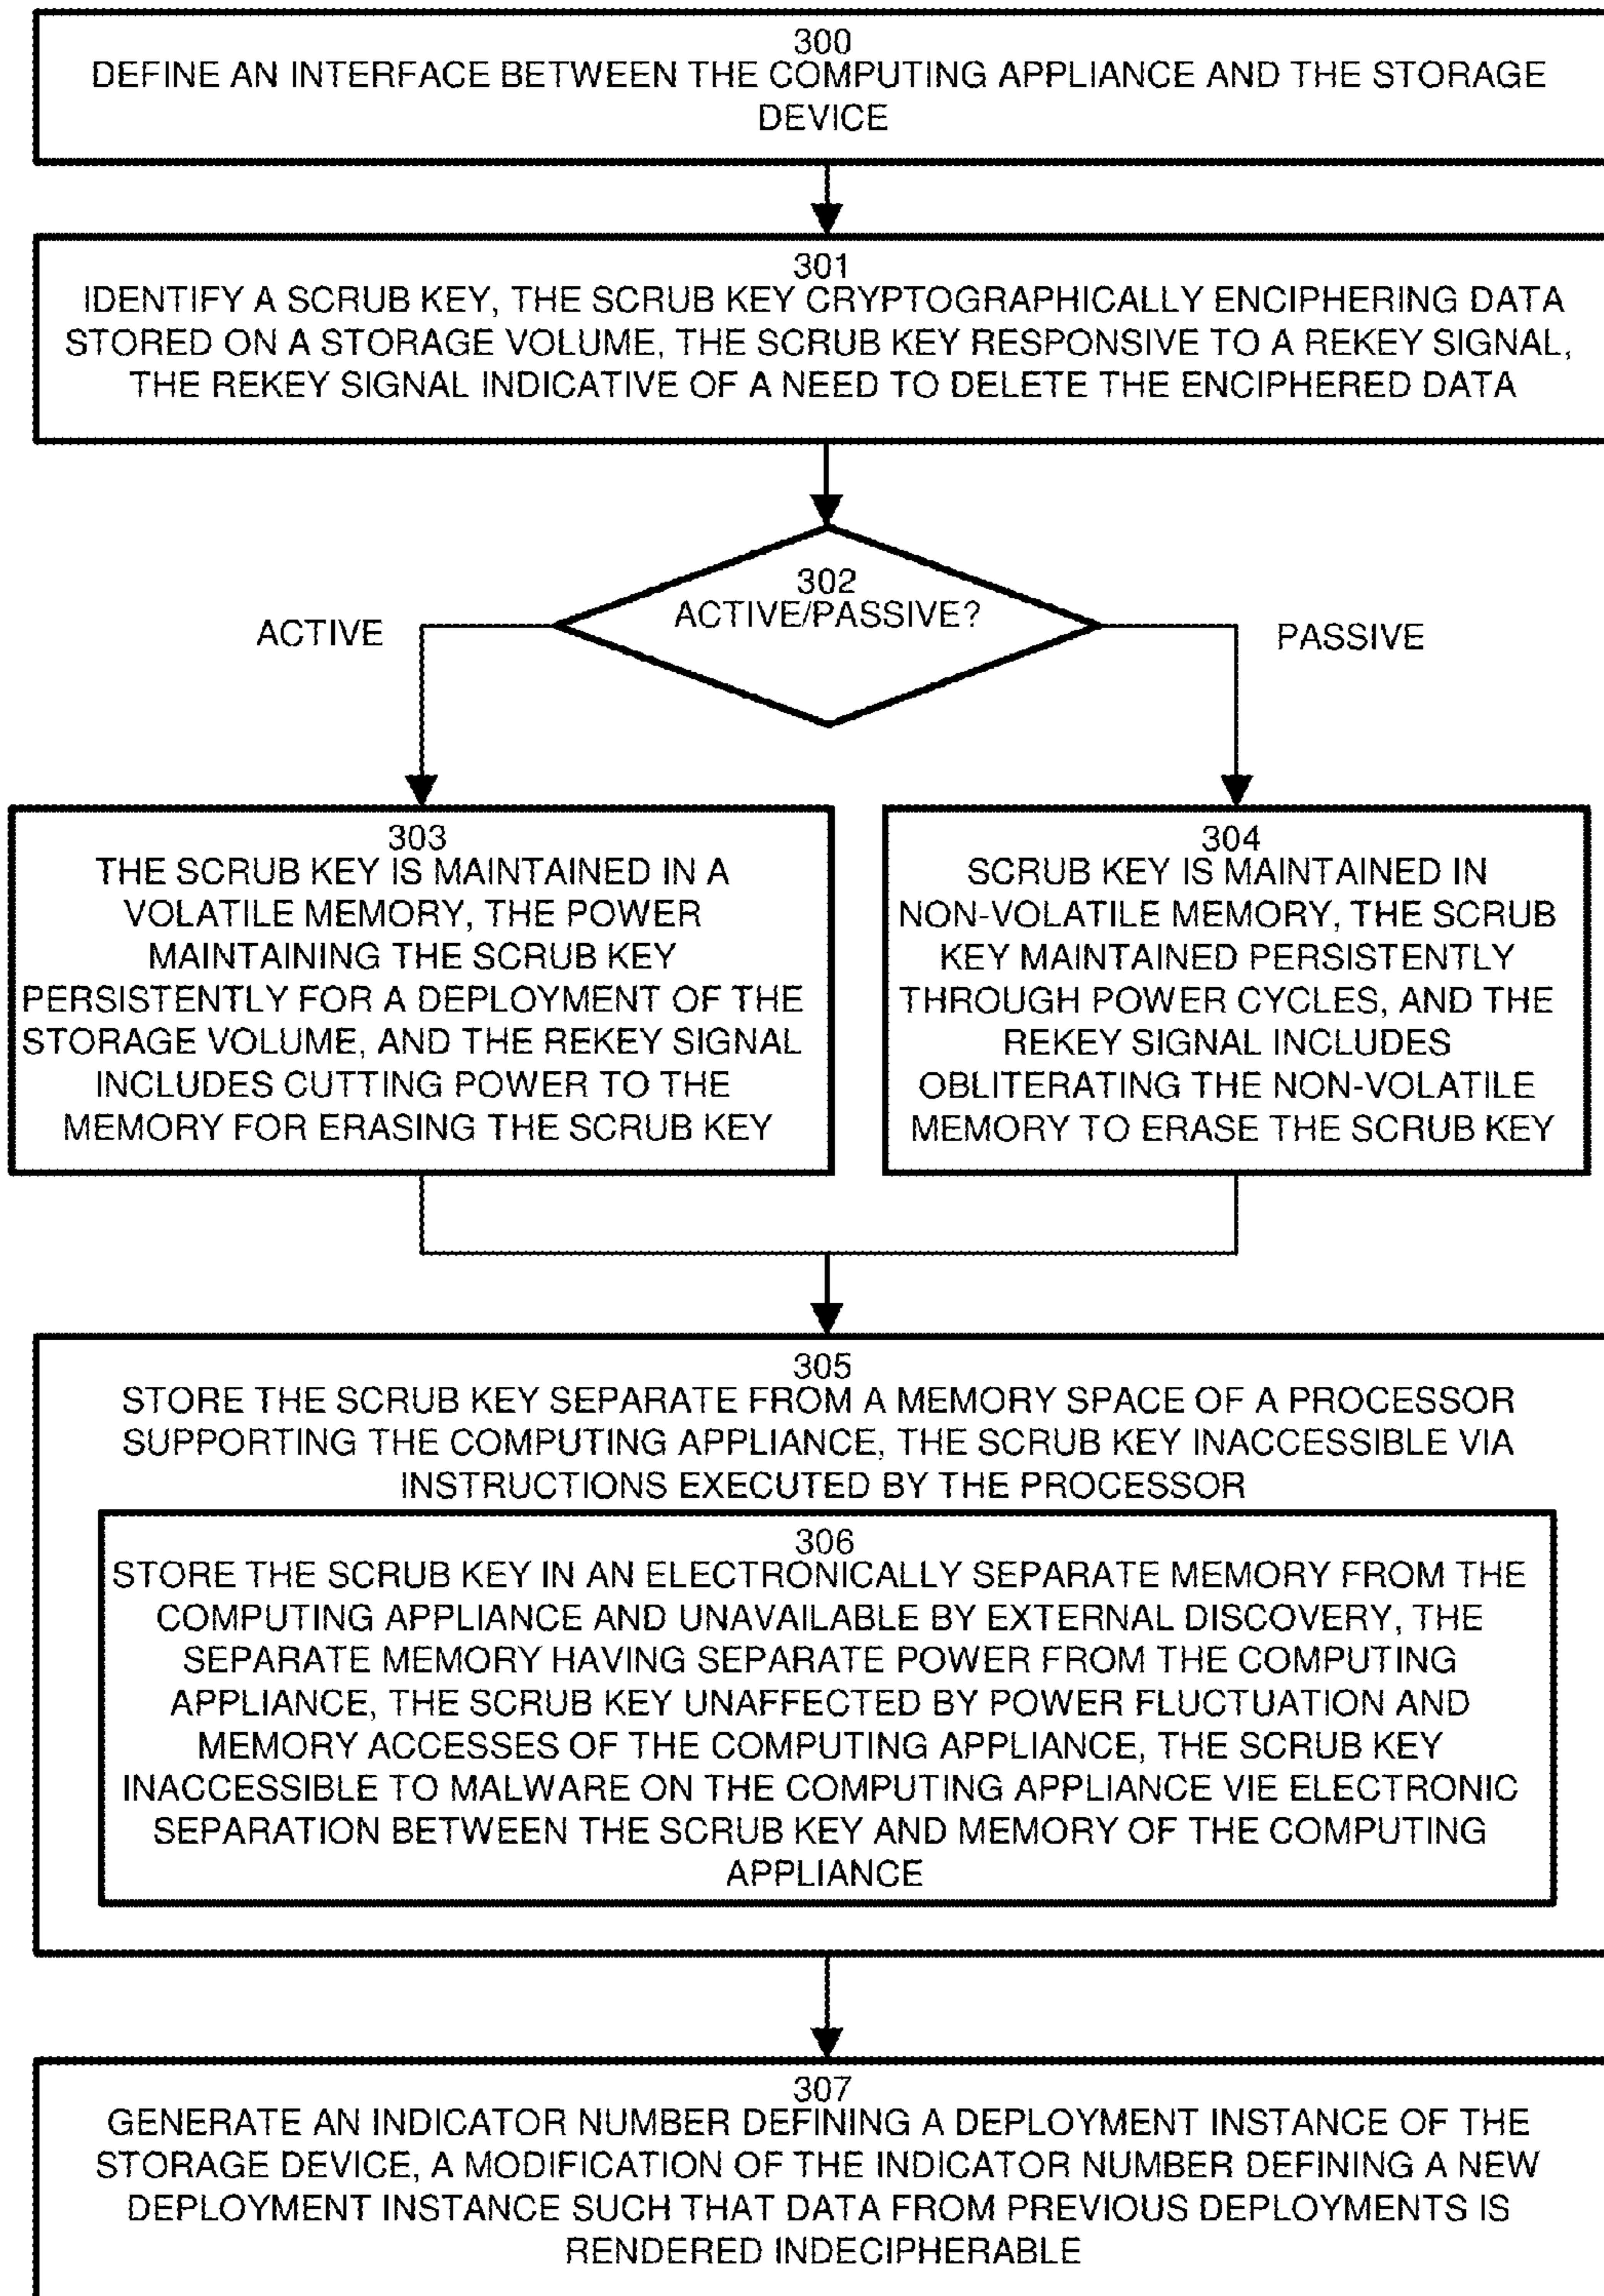 300
DEFINE AN INTERFACE BETWEEN THE COMPUTING APPLIANCE AND THE STORAGE
DEVICE
301
IDENTIFY A SCRUB KEY, THE SCRUB KEY CRYPTOGRAPHICALLY ENCIPHERING DATA
STORED ON A STORAGE VOLUME, THE SCRUB KEY RESPONSIVE TO A REKEY SIGNAL,
THE REKEY SIGNAL INDICATIVE OF A NEED TO DELETE THE ENCIPHERED DATA
302
ACTIVE/PASSIVE?
ACTIVE
PASSIVE
303
THE SCRUB KEY IS MAINTAINED IN A
VOLATILE MEMORY, THE POWER
MAINTAINING THE SCRUB KEY
PERSISTENTLY FOR A DEPLOYMENT OF THE
STORAGE VOLUME, AND THE REKEY SIGNAL
INCLUDES CUTTING POWER TO THE
MEMORY FOR ERASING THE SCRUB KEY
304
SCRUB KEY IS MAINTAINED IN
NON-VOLATILE MEMORY, THE SCRUB
KEY MAINTAINED PERSISTENTLY
THROUGH POWER CYCLES, AND THE
REKEY SIGNAL INCLUDES
OBLITERATING THE NON-VOLATILE
MEMORY TO ERASE THE SCRUB KEY
305
STORE THE SCRUB KEY SEPARATE FROM A MEMORY SPACE OF A PROCESSOR
SUPPORTING THE COMPUTING APPLIANCE, THE SCRUB KEY INACCESSIBLE VIA
INSTRUCTIONS EXECUTED BY THE PROCESSOR
306
STORE THE SCRUB KEY IN AN ELECTRONICALLY SEPARATE MEMORY FROM THE
COMPUTING APPLIANCE AND UNAVAILABLE BY EXTERNAL DISCOVERY, THE
SEPARATE MEMORY HAVING SEPARATE POWER FROM THE COMPUTING
APPLIANCE, THE SCRUB KEY UNAFFECTED BY POWER FLUCTUATION AND
MEMORY ACCESSES OF THE COMPUTING APPLIANCE, THE SCRUB KEY
INACCESSIBLE TO MALWARE ON THE COMPUTING APPLIANCE VIE ELECTRONIC
SEPARATION BETWEEN THE SCRUB KEY AND MEMORY OF THE COMPUTING
APPLIANCE
307
GENERATE AN INDICATOR NUMBER DEFINING A DEPLOYMENT INSTANCE OF THE
STORAGE DEVICE, A MODIFICATION OF THE INDICATOR NUMBER DEFINING A NEW
DEPLOYMENT INSTANCE SUCH THAT DATA FROM PREVIOUS DEPLOYMENTS IS
RENDERED INDECIPHERABLE